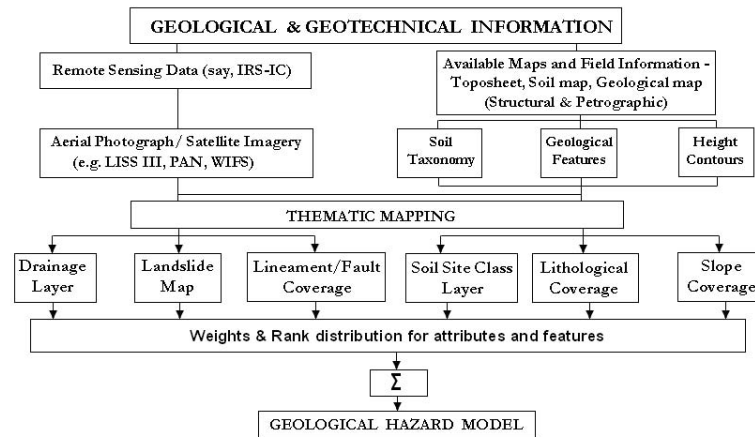 GEOLOGICAL & GEOTECHNICAL INFORMATION
Remote Sensing Data (say, IRS-IC)
Available Maps and Field Information -
Toposheet, Soil map, Geological map
(Structural & Petrographic)
Aerial Photograph / Satellite Imagery
(e.g. LISS III, PAN, WIFS)
Soil
Taxonomy
Geological
Features
Height
Contours
THEMATIC MAPPING
Drainage
Layer
Landslide
Map
Lineament/Fault
Coverage
Soil Site Class
Layer
Lithological
Coverage
Slope
Coverage
Weights & Rank distribution for attributes and features
Σ
GEOLOGICAL HAZARD MODEL